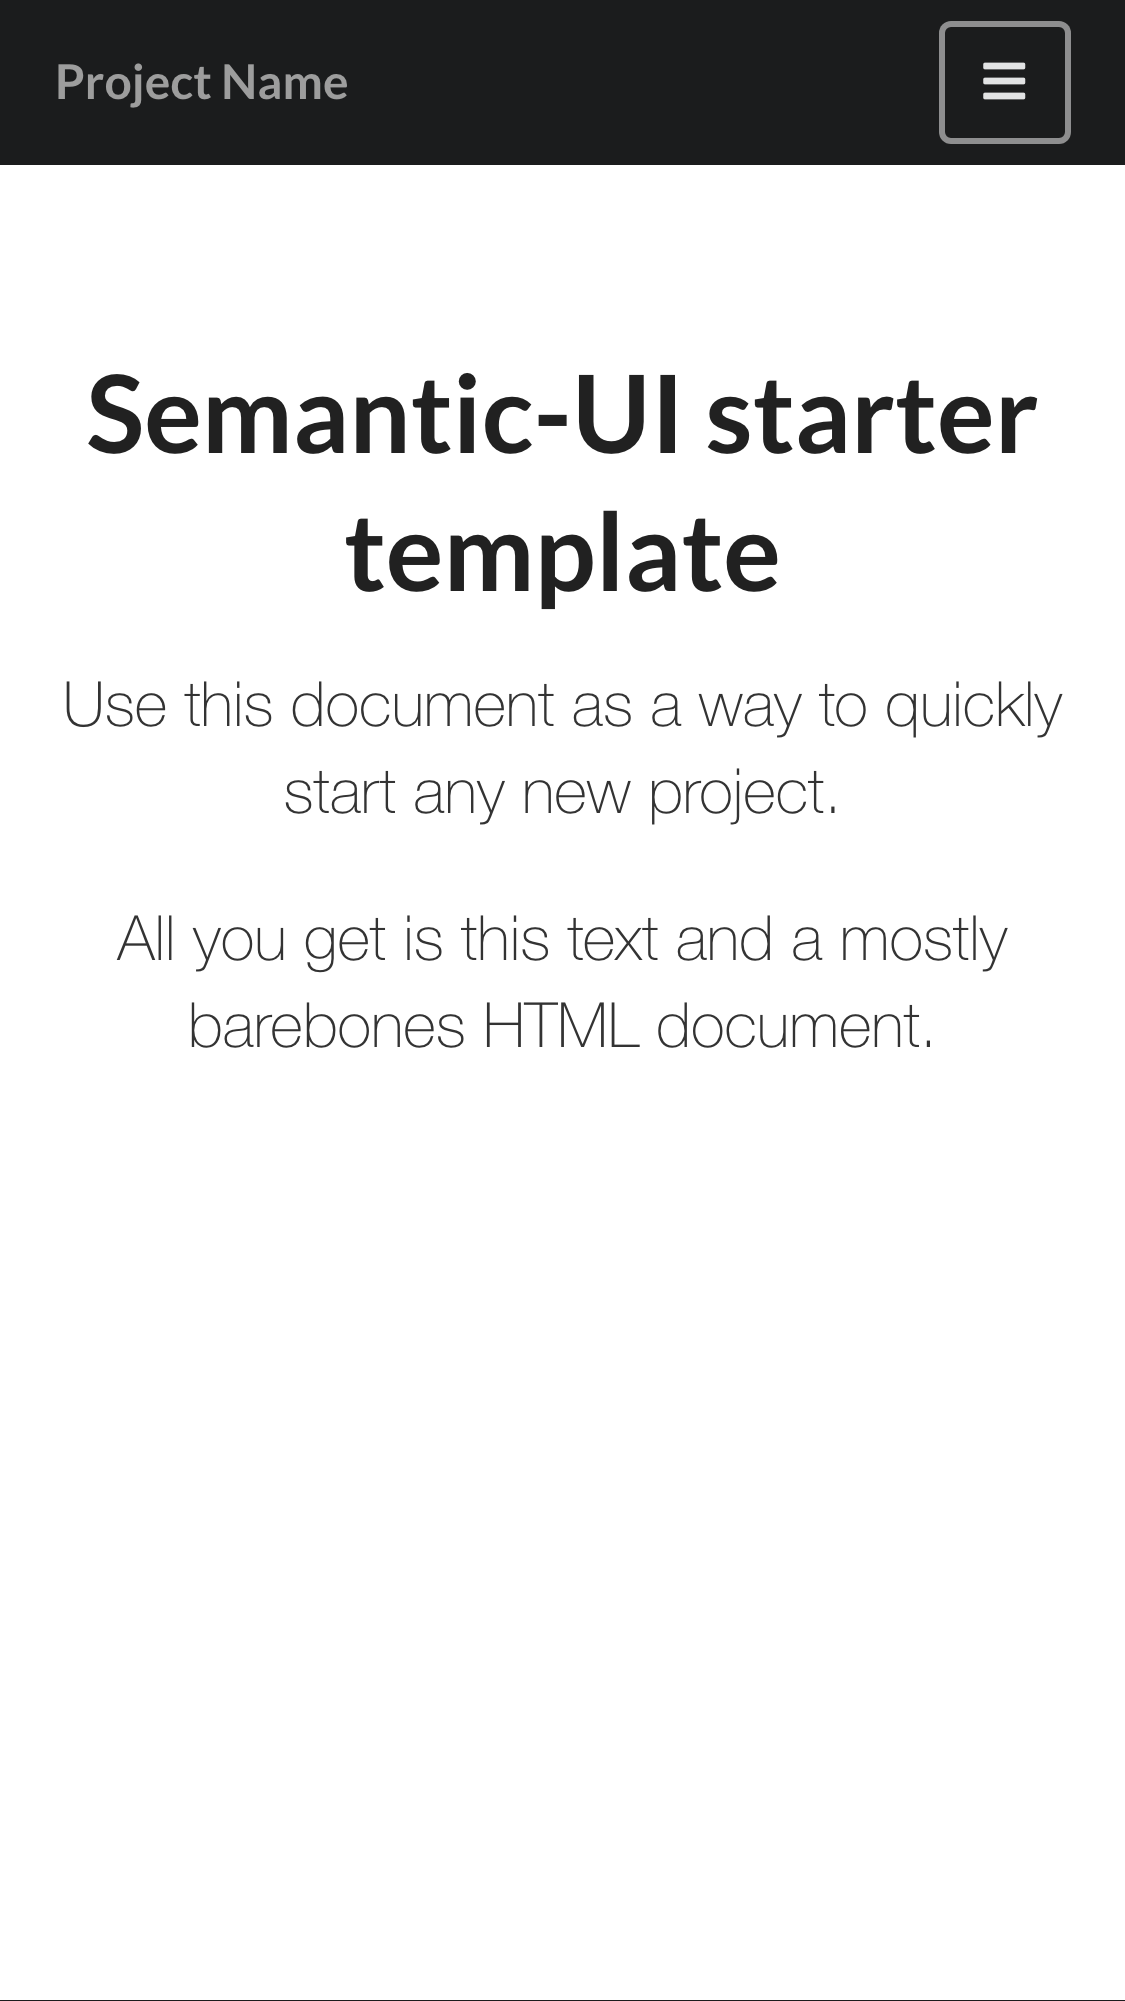 Project Name
Semantic-UI starter
template
Use this document as a way to quickly
start any new project.
All you get is this text and a mostly
barebones HTML document.